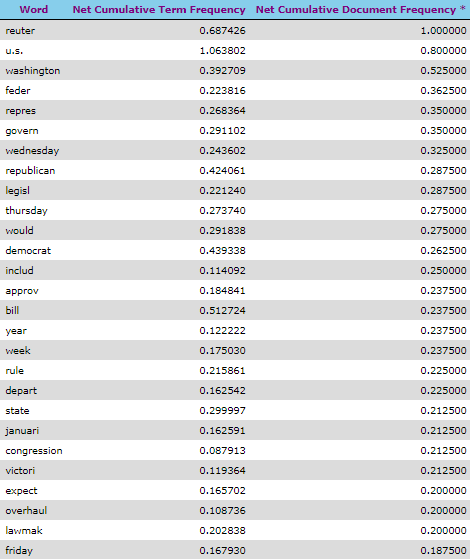 Word Net Cumulative Term Frequency Net Cumulative Document Frequency *
reuter 0.687426 1.000000
u.s. 1.063802 0.800000
washington 0.392709 0.525000
feder 0.223816 0.362500
repres 0.268364 0.350000
govern 0.291102 0.350000
wednesday 0.243602 0.325000
republican 0.424061 0.287500
legisl 0.221240 0.287500
thursday 0.273740 0.275000
would 0.291838 0.275000
democrat 0.439338 0.262500
includ 0.114092 0.250000
approv 0.184841 0.237500
bill 0.512724 0.237500
year 0.122222 0.237500
week 0.175030 0.237500
rule 0.215861 0.225000
depart 0.162542 0.225000
state 0.299997 0.212500
januari 0.162591 0.212500
congression 0.087913 0.212500
victori 0.119364 0.212500
expect 0.165702 0.200000
overhaul 0.108736 0.200000
lawmak 0.202838 0.200000
friday 0.167930 0.187500